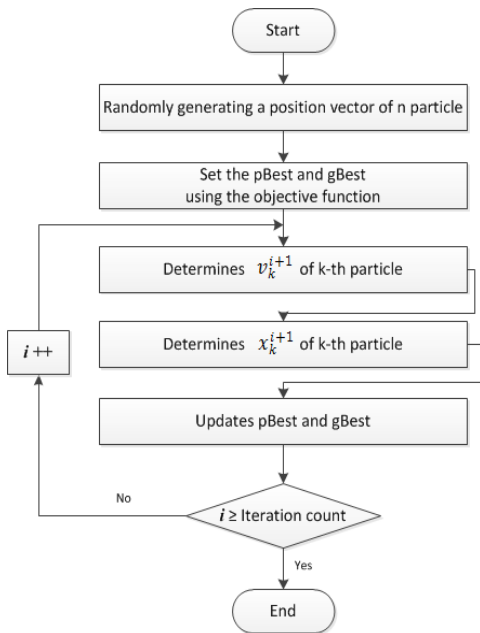 Start
Randomly generating a position vector of n particle
Set the pBest and gBest
using the objective function
Determines $v_k^{i+1}$ of k-th particle
Determines $x_k^{i+1}$ of k-th particle
i ++
Updates pBest and gBest
No
i ≥ Iteration count
Yes
End